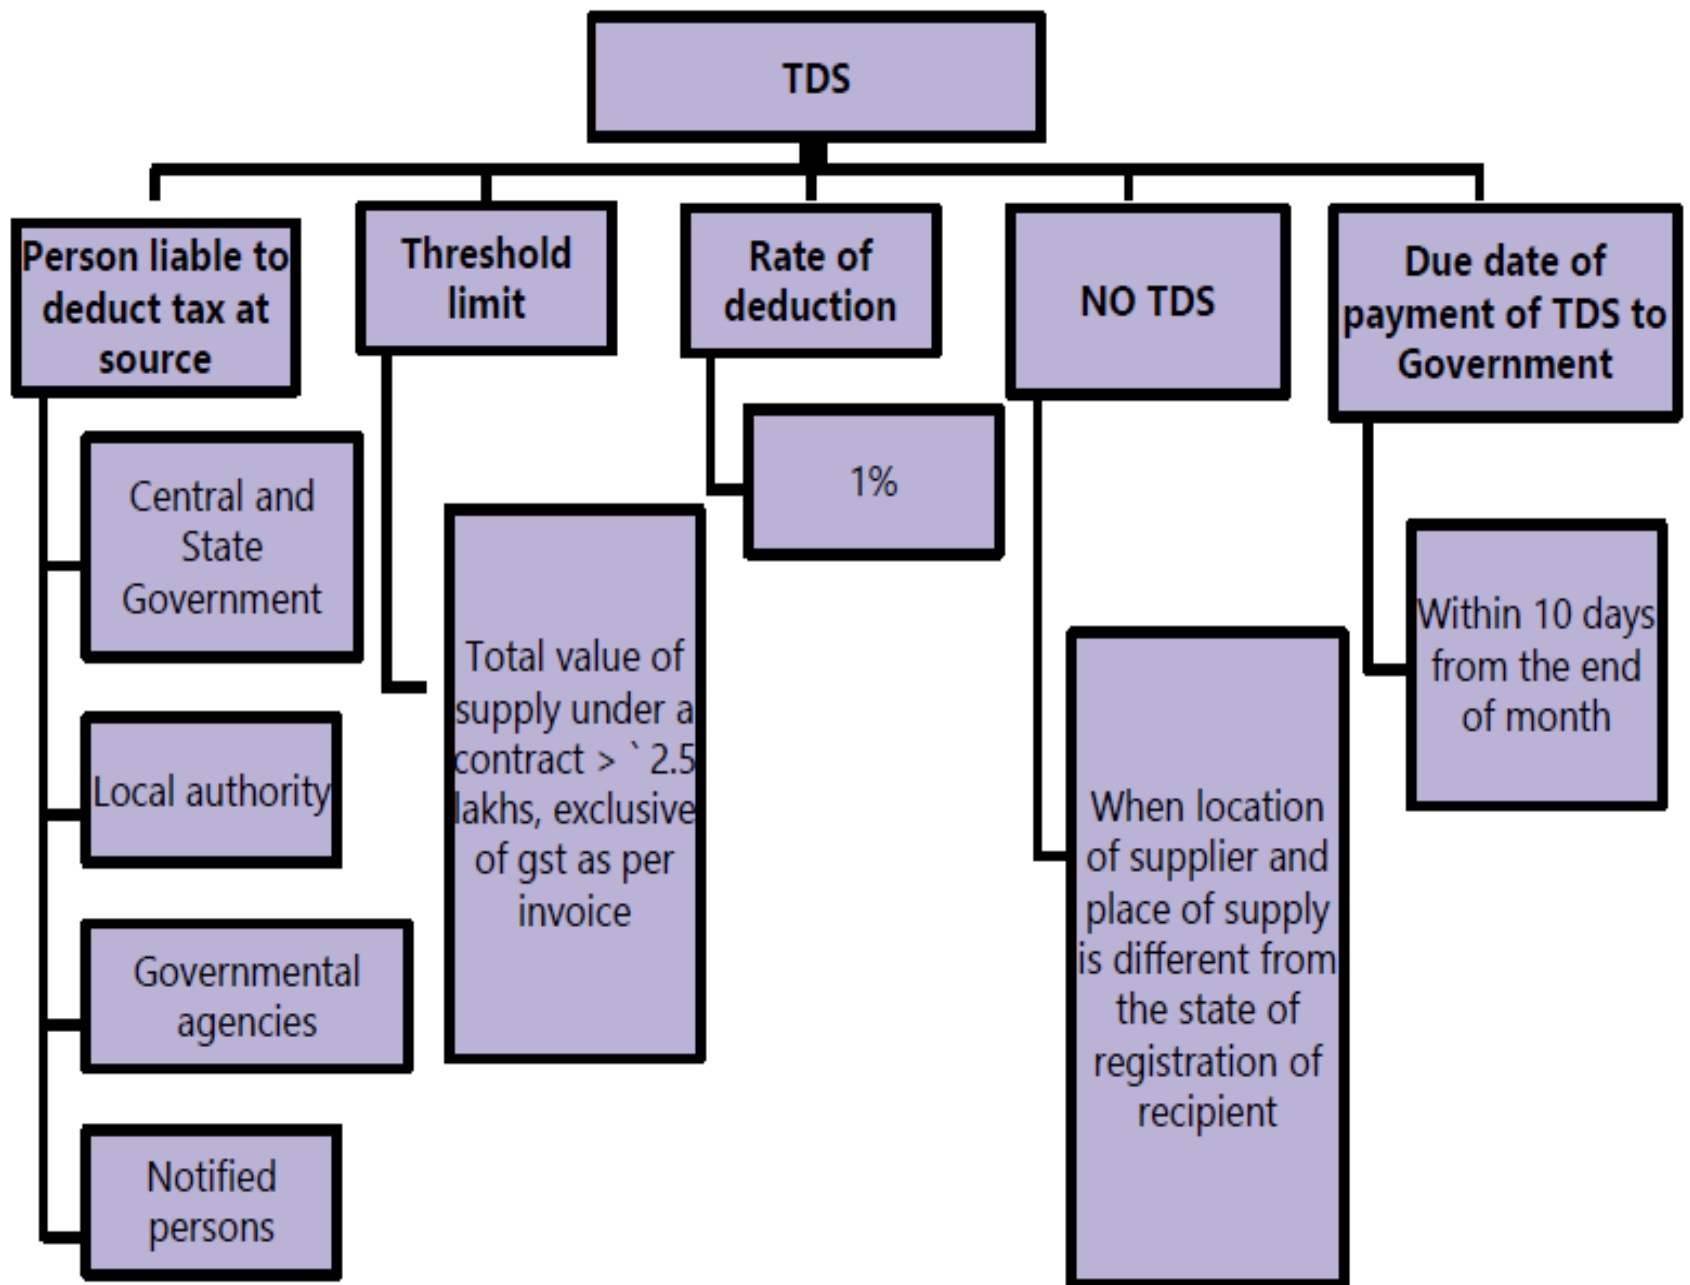 TDS
Person liable to
deduct tax at
source
Central and
State
Government
Local authority
Governmental
agencies
Notified
persons
Threshold
limit
Total value of
supply under a
contract > ` 2.5
lakhs, exclusive
of gst as per
invoice
Rate of
deduction
1%
NO TDS
When location
of supplier and
place of supply
is different from
the state of
registration of
recipient
Due date of
payment of TDS to
Government
Within 10 days
from the end
of month